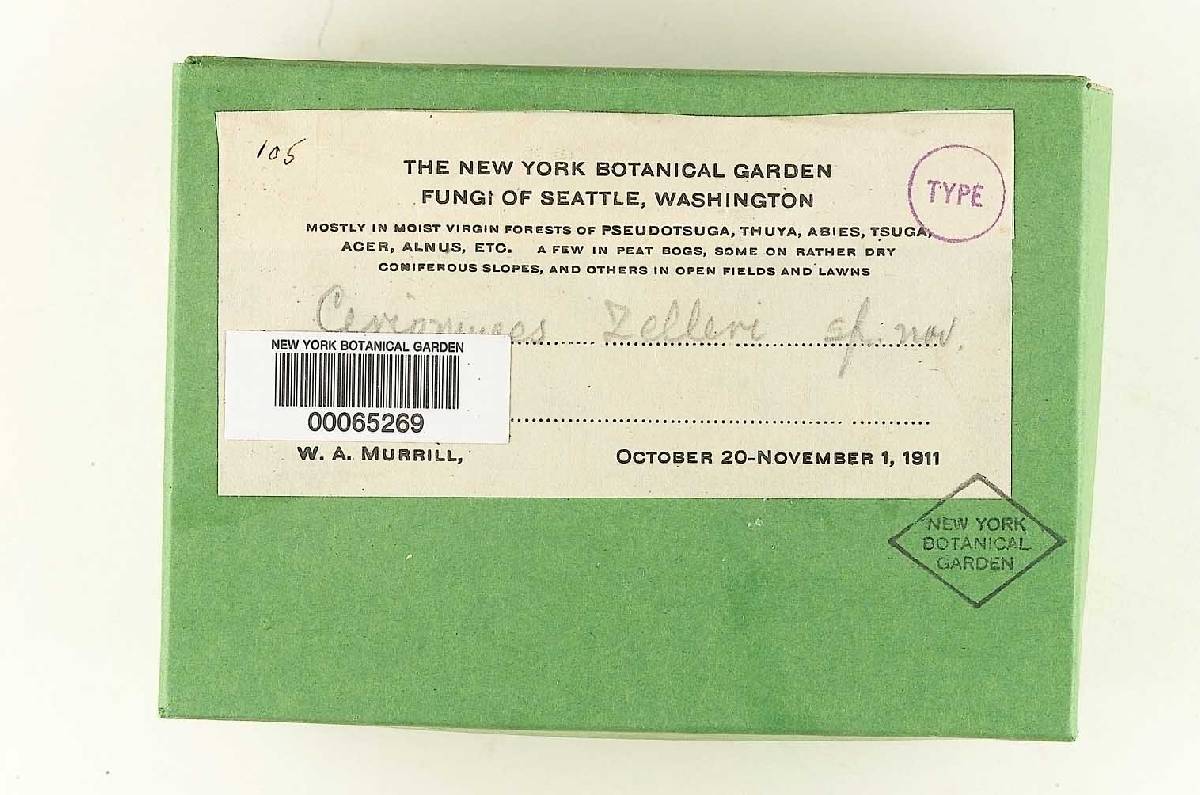 105
THE NEW YORK BOTANICAL GARDEN
FUNGI OF SEATTLE, WASHINGTON
TYPE
MOSTLY IN MOIST VIRGIN FORESTS OF PSEUDOTSUGA, THUYA, ABIES, TSUGA,
ACER, ALNUS, ETC. A FEW IN PEAT BOGS, SOME ON RATHER DRY
CONIFEROUS SLOPES, AND OTHERS IN OPEN FIELDS AND LAWNS
Ceriomyces Zelleri sp. nov.
NEW YORK BOTANICAL GARDEN
00065269
W. A. MURRILL, OCTOBER 20-NOVEMBER 1, 1911
NEW YORK
BOTANICAL
GARDEN